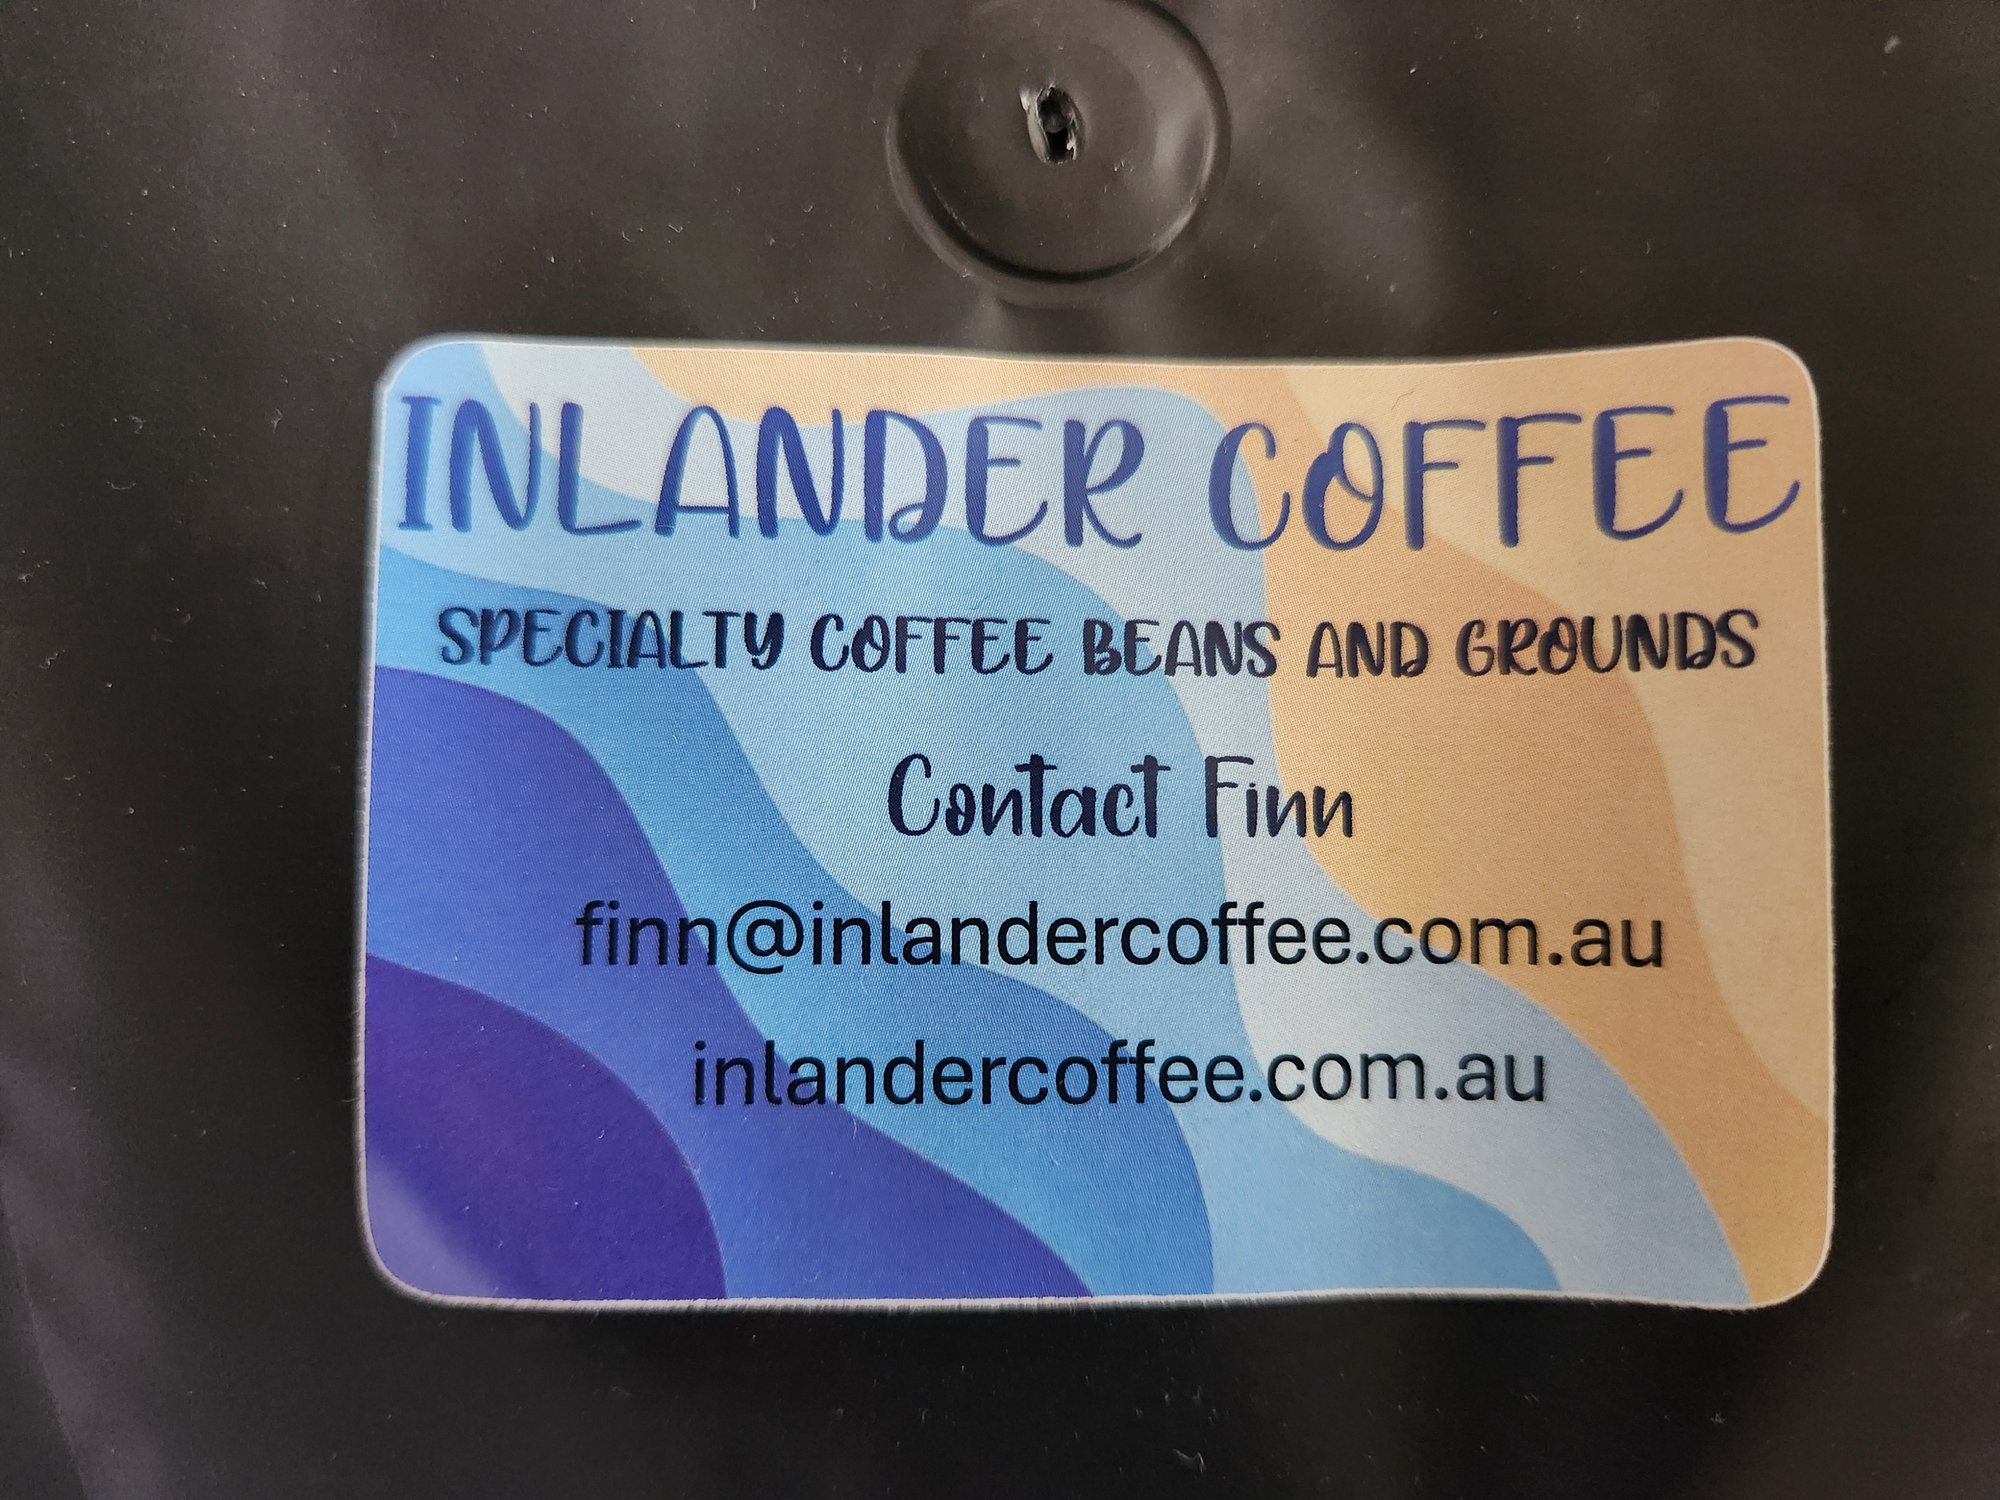 INLANDER COFFEE
SPECIALTY COFFEE BEANS AND GROUNDS
Contact Finn
finn@inlandercoffee.com.au
inlandercoffee.com.au